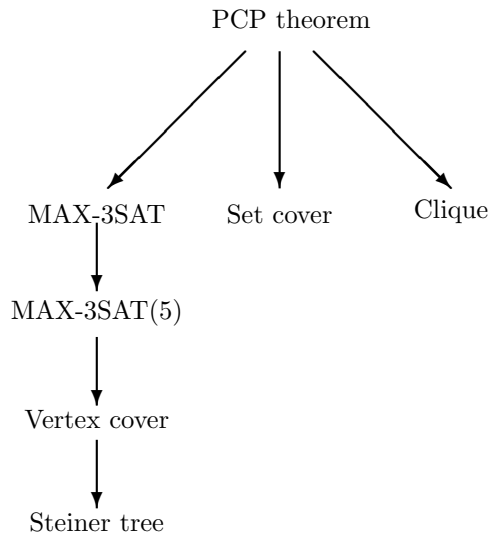 PCP theorem
MAX-3SAT
Set cover
Clique
MAX-3SAT(5)
Vertex cover
Steiner tree